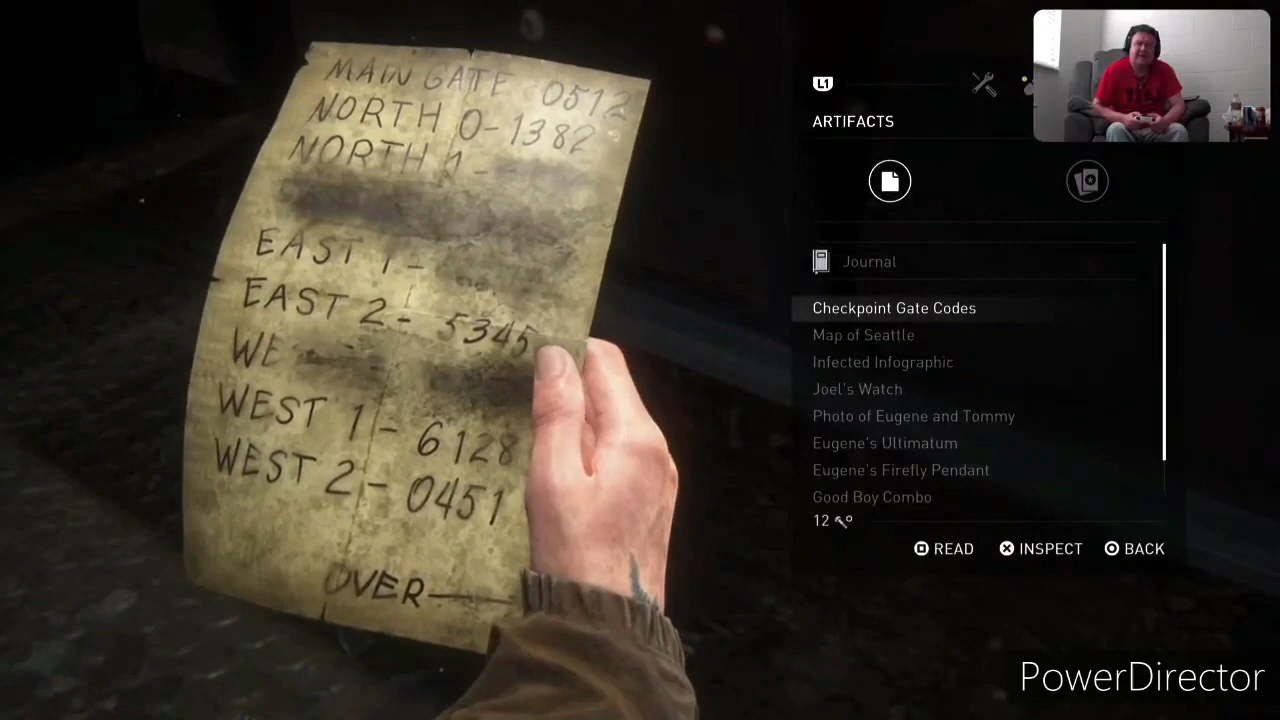 MAIN GATE 0512
NORTH 0-1382
NORTH 1-
EAST 1-
EAST 2- 5345
WE
WEST 1- 6128
WEST 2- 0451
OVER
L1
ARTIFACTS
Journal
Checkpoint Gate Codes
Map of Seattle
Infected Infographic
Joel's Watch
Photo of Eugene and Tommy
Eugene's Ultimatum
Eugene's Firefly Pendant
Good Boy Combo
12
READ INSPECT BACK
PowerDirector